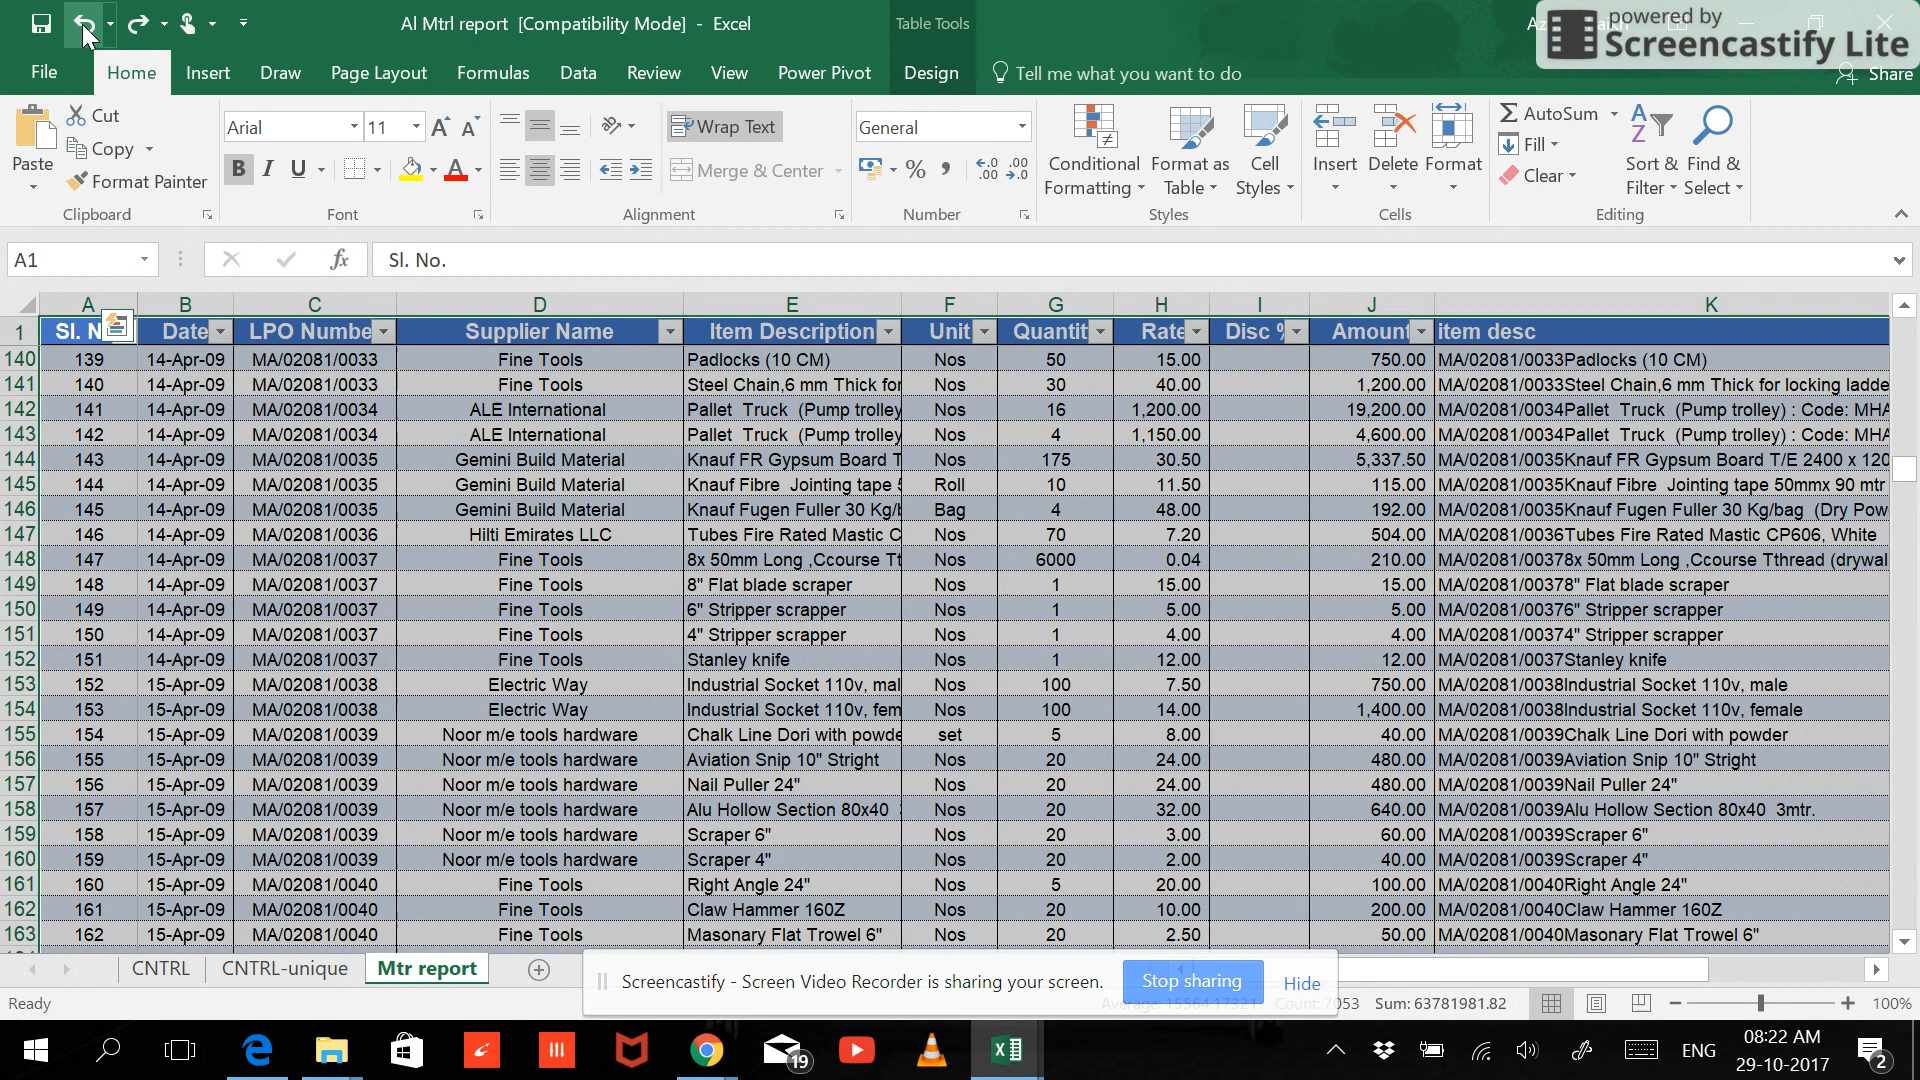 Al Mtrl report [Compatibility Mode] - Excel
Table Tools
powered by
Screencastify Lite
File Home Insert Draw Page Layout Formulas Data Review View Power Pivot Design Tell me what you want to do Share
Paste
Cut
Copy
Format Painter
Clipboard
Arial 11
B I U A
Font
Wrap Text
Merge & Center
Alignment
General
Number
Conditional Formatting
Format as Table
Cell Styles
Styles
Insert Delete Format
Cells
AutoSum
Fill
Clear
Sort & Filter
Find & Select
Editing
A1 fx Sl. No.
A B C D E F G H I J K
1 Sl. N Date LPO Numbe Supplier Name Item Description Unit Quantit Rate Disc % Amount item desc
140 139 14-Apr-09 MA/02081/0033 Fine Tools Padlocks (10 CM) Nos 50 15.00 750.00 MA/02081/0033Padlocks (10 CM)
141 140 14-Apr-09 MA/02081/0033 Fine Tools Steel Chain,6 mm Thick for Nos 30 40.00 1,200.00 MA/02081/0033Steel Chain,6 mm Thick for locking ladde
142 141 14-Apr-09 MA/02081/0034 ALE International Pallet Truck (Pump trolley Nos 16 1,200.00 19,200.00 MA/02081/0034Pallet Truck (Pump trolley) : Code: MHA
143 142 14-Apr-09 MA/02081/0034 ALE International Pallet Truck (Pump trolley Nos 4 1,150.00 4,600.00 MA/02081/0034Pallet Truck (Pump trolley) : Code: MHA
144 143 14-Apr-09 MA/02081/0035 Gemini Build Material Knauf FR Gypsum Board T Nos 175 30.50 5,337.50 MA/02081/0035Knauf FR Gypsum Board T/E 2400 x 120
145 144 14-Apr-09 MA/02081/0035 Gemini Build Material Knauf Fibre Jointing tape 5 Roll 10 11.50 115.00 MA/02081/0035Knauf Fibre Jointing tape 50mmx 90 mtr
146 145 14-Apr-09 MA/02081/0035 Gemini Build Material Knauf Fugen Fuller 30 Kg/b Bag 4 48.00 192.00 MA/02081/0035Knauf Fugen Fuller 30 Kg/bag (Dry Pow
147 146 14-Apr-09 MA/02081/0036 Hilti Emirates LLC Tubes Fire Rated Mastic C Nos 70 7.20 504.00 MA/02081/0036Tubes Fire Rated Mastic CP606, White
148 147 14-Apr-09 MA/02081/0037 Fine Tools 8x 50mm Long ,Ccourse Tt Nos 6000 0.04 210.00 MA/02081/00378x 50mm Long ,Ccourse Tthread (drywal
149 148 14-Apr-09 MA/02081/0037 Fine Tools 8" Flat blade scraper Nos 1 15.00 15.00 MA/02081/00378" Flat blade scraper
150 149 14-Apr-09 MA/02081/0037 Fine Tools 6" Stripper scrapper Nos 1 5.00 5.00 MA/02081/00376" Stripper scrapper
151 150 14-Apr-09 MA/02081/0037 Fine Tools 4" Stripper scrapper Nos 1 4.00 4.00 MA/02081/00374" Stripper scrapper
152 151 14-Apr-09 MA/02081/0037 Fine Tools Stanley knife Nos 1 12.00 12.00 MA/02081/0037Stanley knife
153 152 15-Apr-09 MA/02081/0038 Electric Way Industrial Socket 110v, mal Nos 100 7.50 750.00 MA/02081/0038Industrial Socket 110v, male
154 153 15-Apr-09 MA/02081/0038 Electric Way Industrial Socket 110v, fem Nos 100 14.00 1,400.00 MA/02081/0038Industrial Socket 110v, female
155 154 15-Apr-09 MA/02081/0039 Noor m/e tools hardware Chalk Line Dori with powde set 5 8.00 40.00 MA/02081/0039Chalk Line Dori with powder
156 155 15-Apr-09 MA/02081/0039 Noor m/e tools hardware Aviation Snip 10" Stright Nos 20 24.00 480.00 MA/02081/0039Aviation Snip 10" Stright
157 156 15-Apr-09 MA/02081/0039 Noor m/e tools hardware Nail Puller 24" Nos 20 24.00 480.00 MA/02081/0039Nail Puller 24"
158 157 15-Apr-09 MA/02081/0039 Noor m/e tools hardware Alu Hollow Section 80x40 Nos 20 32.00 640.00 MA/02081/0039Alu Hollow Section 80x40 3mtr.
159 158 15-Apr-09 MA/02081/0039 Noor m/e tools hardware Scraper 6" Nos 20 3.00 60.00 MA/02081/0039Scraper 6"
160 159 15-Apr-09 MA/02081/0039 Noor m/e tools hardware Scraper 4" Nos 20 2.00 40.00 MA/02081/0039Scraper 4"
161 160 15-Apr-09 MA/02081/0040 Fine Tools Right Angle 24" Nos 5 20.00 100.00 MA/02081/0040Right Angle 24"
162 161 15-Apr-09 MA/02081/0040 Fine Tools Claw Hammer 160Z Nos 20 10.00 200.00 MA/02081/0040Claw Hammer 160Z
163 162 15-Apr-09 MA/02081/0040 Fine Tools Masonary Flat Trowel 6" Nos 20 2.50 50.00 MA/02081/0040Masonary Flat Trowel 6"
CNTRL CNTRL-unique Mtr report
Screencastify - Screen Video Recorder is sharing your screen. Stop sharing Hide
Ready Sum: 63781981.82 100%
19 ENG 08:22 AM
29-10-2017 2